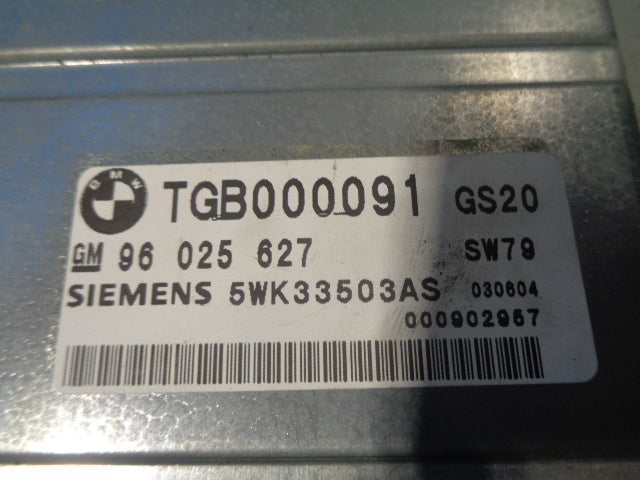 BMW TGB000091 GS20
GM 96 025 627 SW79
SIEMENS 5WK33503AS 030604
000902957